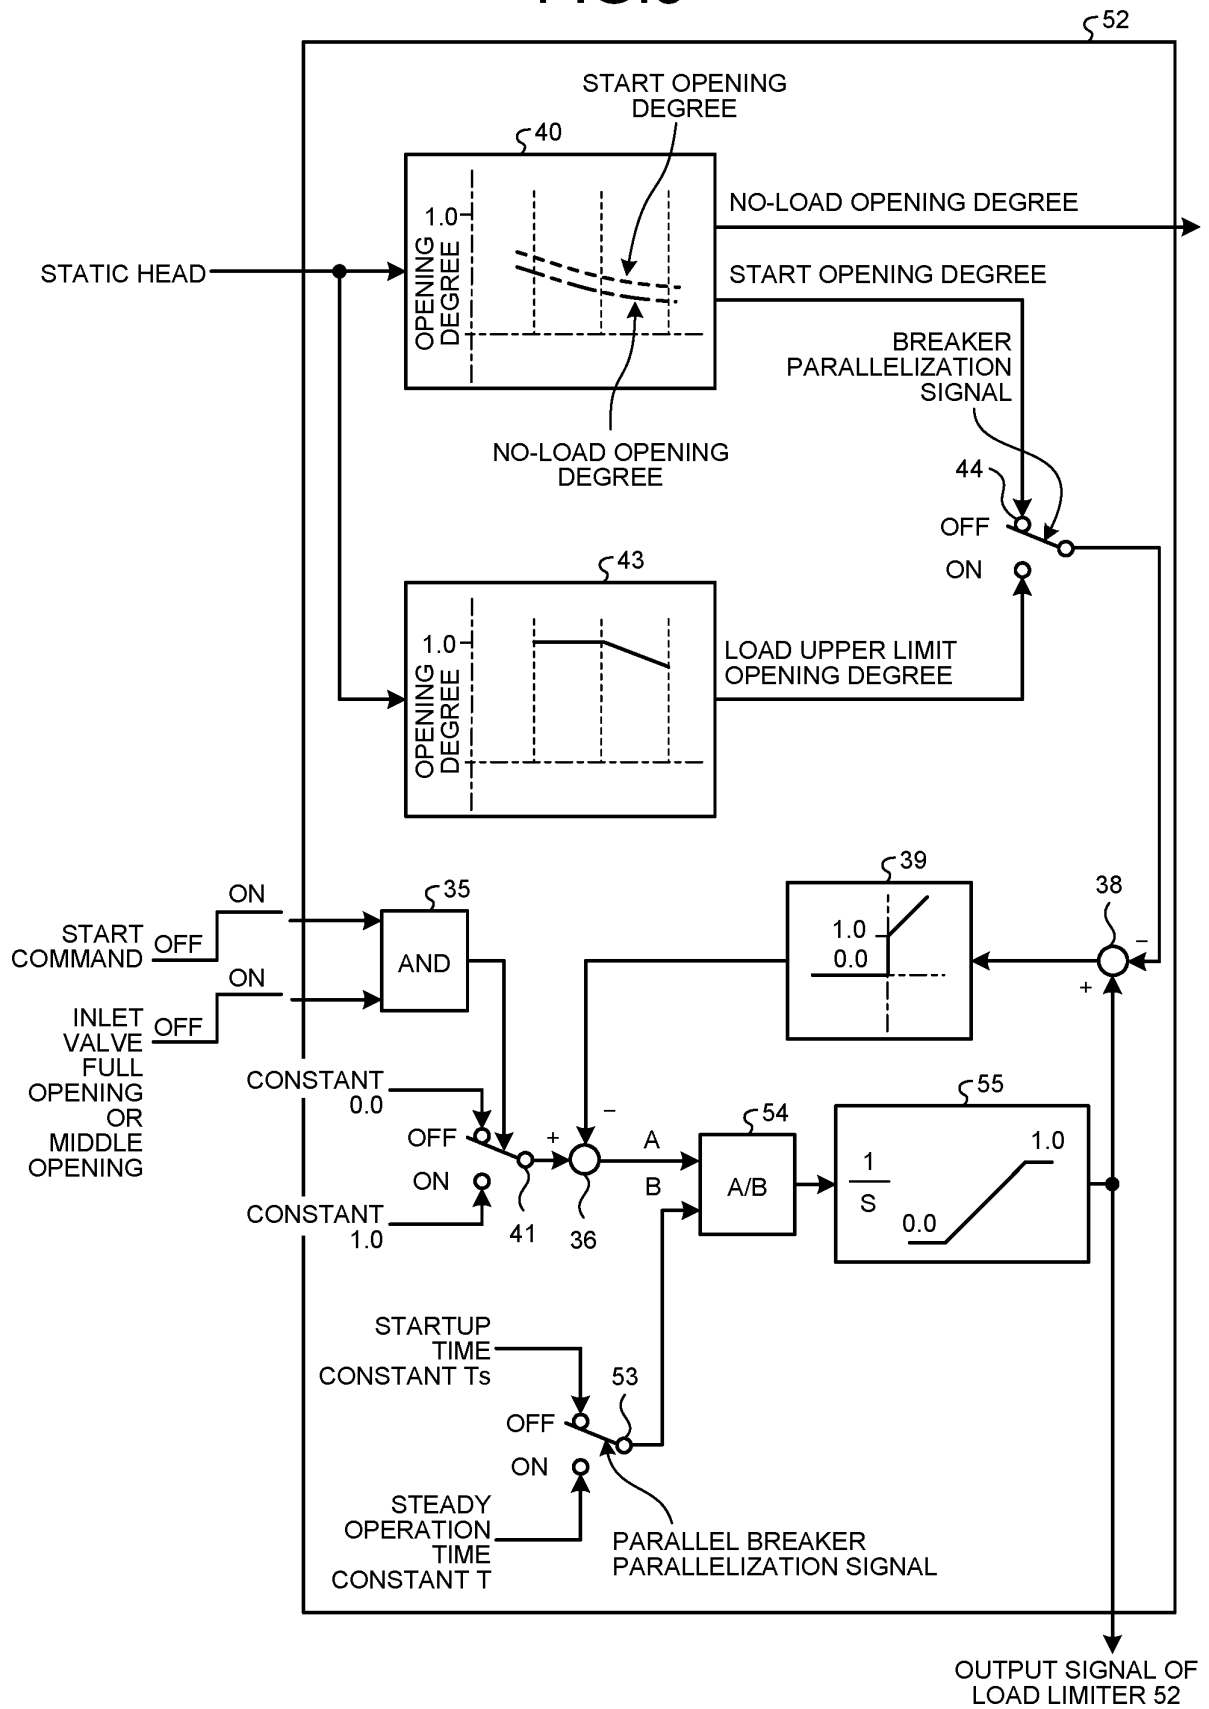 52
START OPENING
DEGREE
40
NO-LOAD OPENING DEGREE
1.0
OPENING
DEGREE
STATIC HEAD
START OPENING DEGREE
BREAKER
PARALLELIZATION
SIGNAL
NO-LOAD OPENING
DEGREE
44
OFF
ON
43
1.0
OPENING
DEGREE
LOAD UPPER LIMIT
OPENING DEGREE
39
38
35
ON
START
COMMAND
OFF
AND
1.0
0.0
−
+
ON
INLET
VALVE
FULL
OPENING
OR
MIDDLE
OPENING
OFF
CONSTANT
0.0
OFF
ON
CONSTANT
1.0
41
+
−
36
A
B
54
A/B
55
1
S
0.0
1.0
STARTUP
TIME
CONSTANT Ts
53
OFF
ON
STEADY
OPERATION
TIME
CONSTANT T
PARALLEL BREAKER
PARALLELIZATION SIGNAL
OUTPUT SIGNAL OF
LOAD LIMITER 52